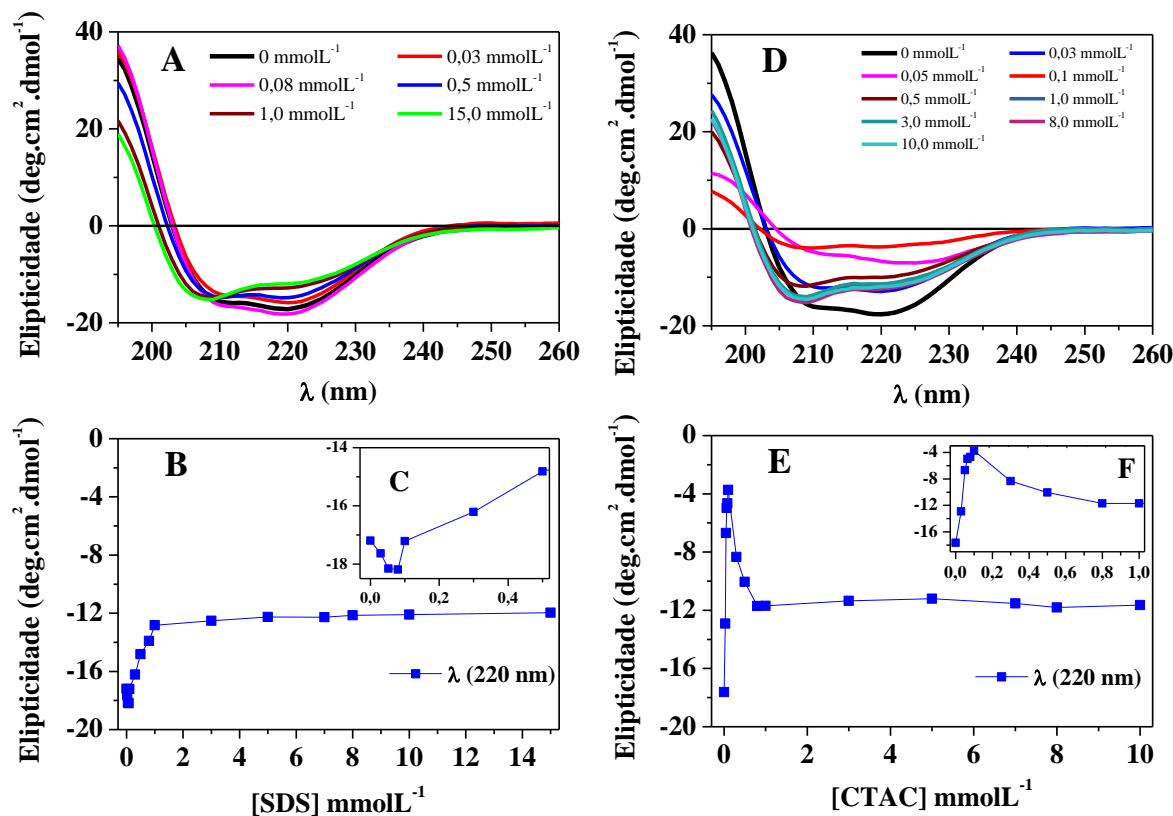 A
0 mmolL⁻¹
0,03 mmolL⁻¹
0,08 mmolL⁻¹
0,5 mmolL⁻¹
1,0 mmolL⁻¹
15,0 mmolL⁻¹
40
20
0
-20
200 210 220 230 240 250 260
λ (nm)
Elipticidade (deg.cm².dmol⁻¹)
D
0 mmolL⁻¹
0,03 mmolL⁻¹
0,05 mmolL⁻¹
0,1 mmolL⁻¹
0,5 mmolL⁻¹
1,0 mmolL⁻¹
3,0 mmolL⁻¹
8,0 mmolL⁻¹
10,0 mmolL⁻¹
40
20
0
-20
200 210 220 230 240 250 260
λ (nm)
Elipticidade (deg.cm².dmol⁻¹)
B
0
-4
-8
-12
-16
-20
0 2 4 6 8 10 12 14
[SDS] mmolL⁻¹
Elipticidade (deg.cm².dmol⁻¹)
λ (220 nm)
C
-14
-16
-18
0,0 0,2 0,4
E
0
-4
-8
-12
-16
-20
0 2 4 6 8 10
[CTAC] mmolL⁻¹
Elipticidade (deg.cm².dmol⁻¹)
λ (220 nm)
F
-4
-8
-12
-16
0,0 0,2 0,4 0,6 0,8 1,0